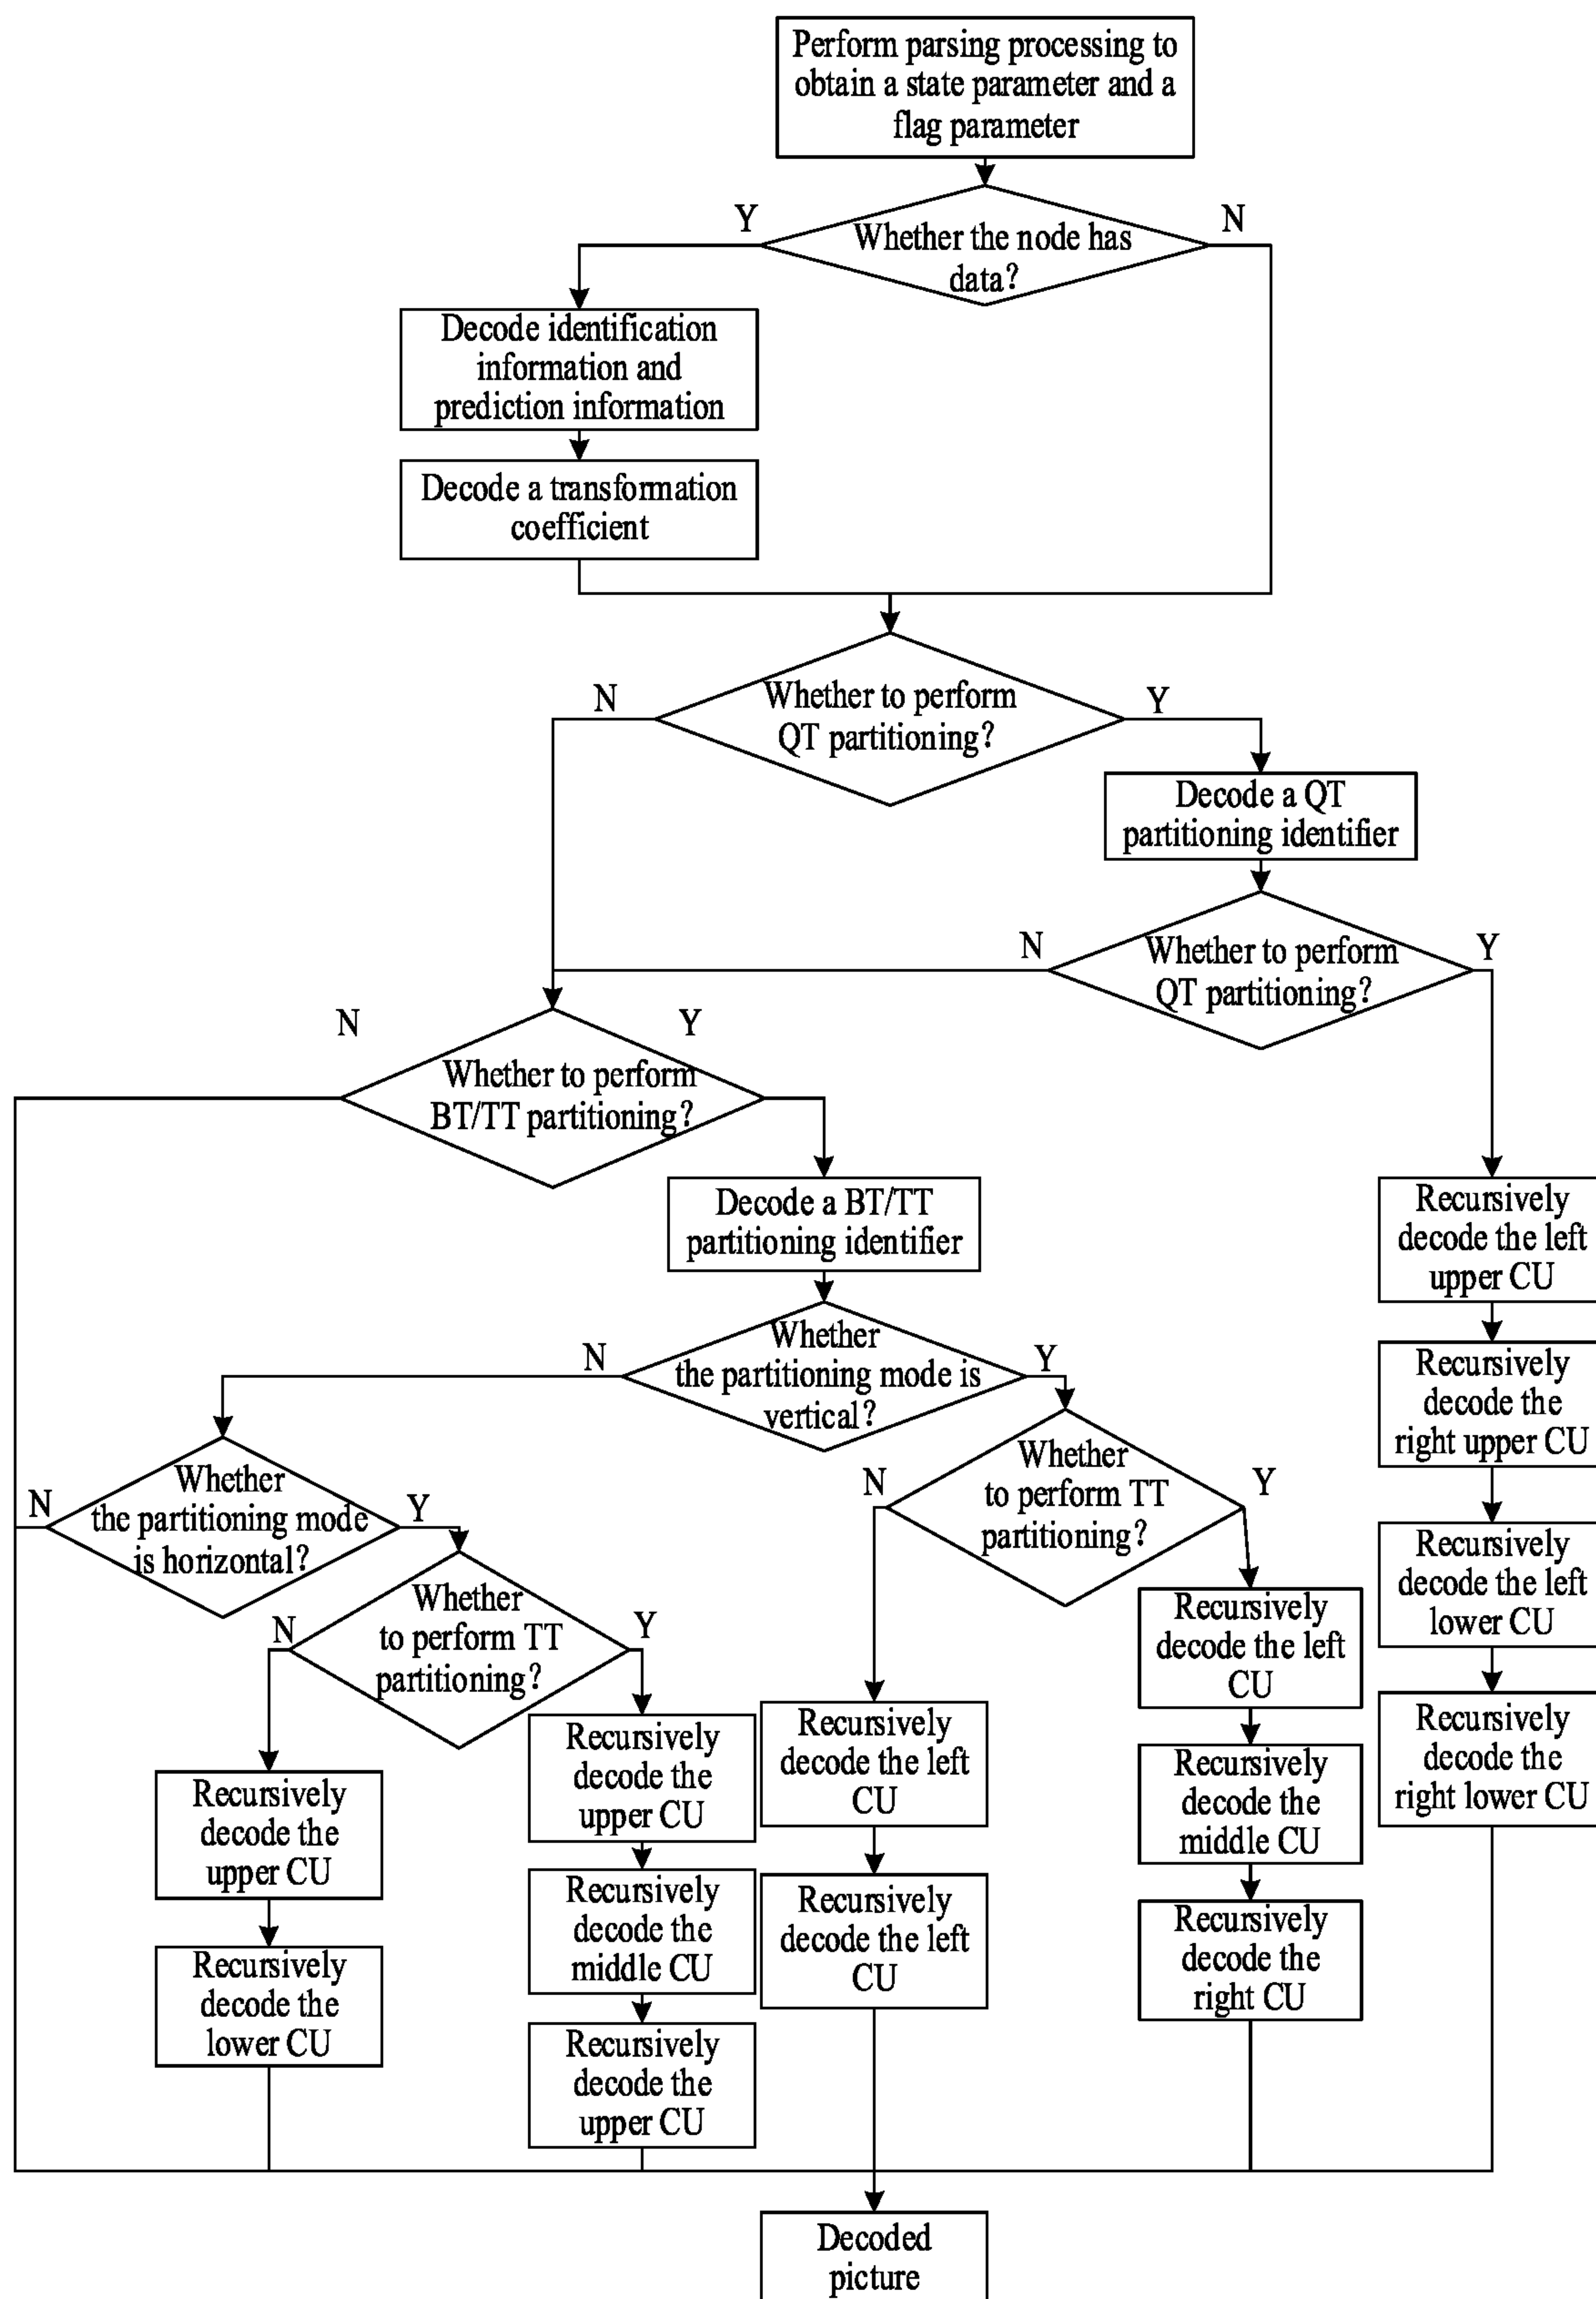 Perform parsing processing to
obtain a state parameter and a
flag parameter
Y
N
Whether the node has
data?
Decode identification
information and
prediction information
Decode a transformation
coefficient
N
Whether to perform
QT partitioning?
Y
Decode a QT
partitioning identifier
N
Whether to perform
QT partitioning?
Y
N
Y
Whether to perform
BT/TT partitioning?
Decode a BT/TT
partitioning identifier
Recursively
decode the left
upper CU
N
Whether
the partitioning mode is
vertical?
Y
Recursively
decode the
right upper CU
N
Whether
the partitioning mode
is horizontal?
Y
N
Whether
to perform TT
partitioning?
Y
Recursively
decode the left
lower CU
N
Whether
to perform TT
partitioning?
Y
Recursively
decode the left
CU
Recursively
decode the
right lower CU
Recursively
decode the
upper CU
Recursively
decode the
upper CU
Recursively
decode the left
CU
Recursively
decode the
middle CU
Recursively
decode the
lower CU
Recursively
decode the
middle CU
Recursively
decode the left
CU
Recursively
decode the
right CU
Recursively
decode the
upper CU
Decoded
picture